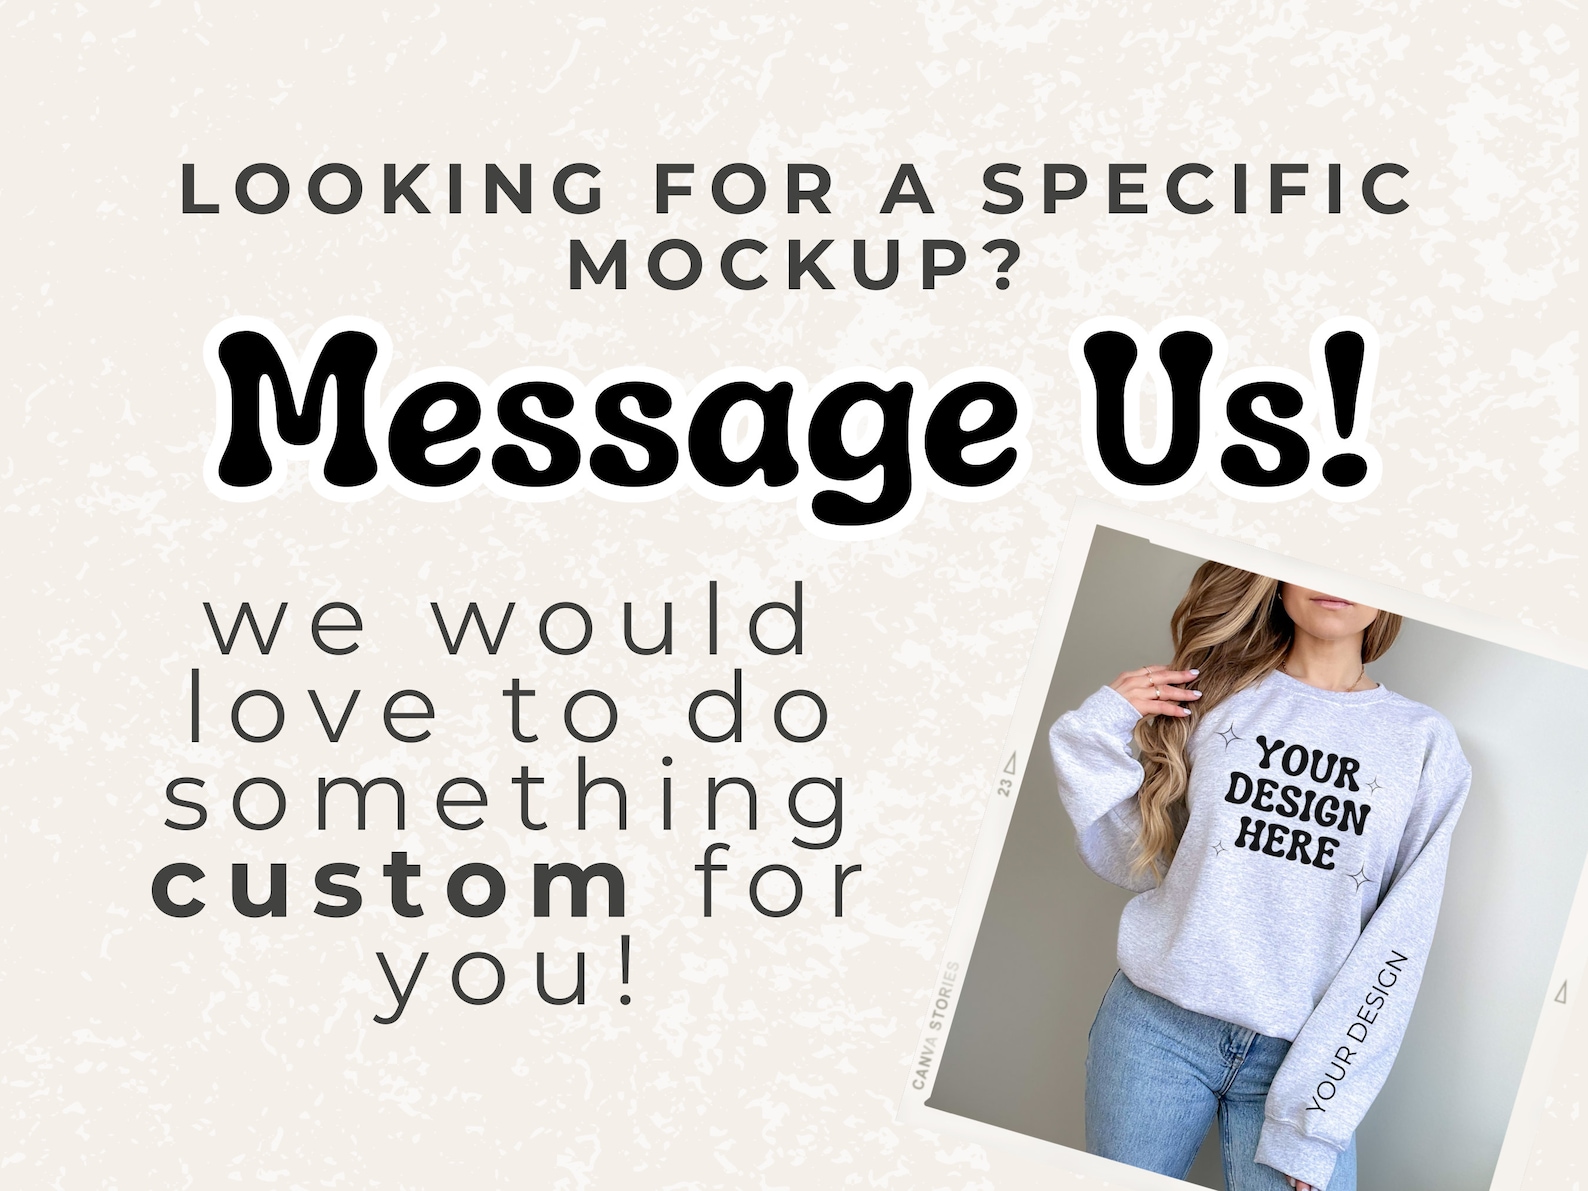 LOOKING FOR A SPECIFIC
MOCKUP?
Message Us!
we would
love to do
something
custom for
you!
YOUR
DESIGN
HERE
YOUR DESIGN
23
CANVA STORIES